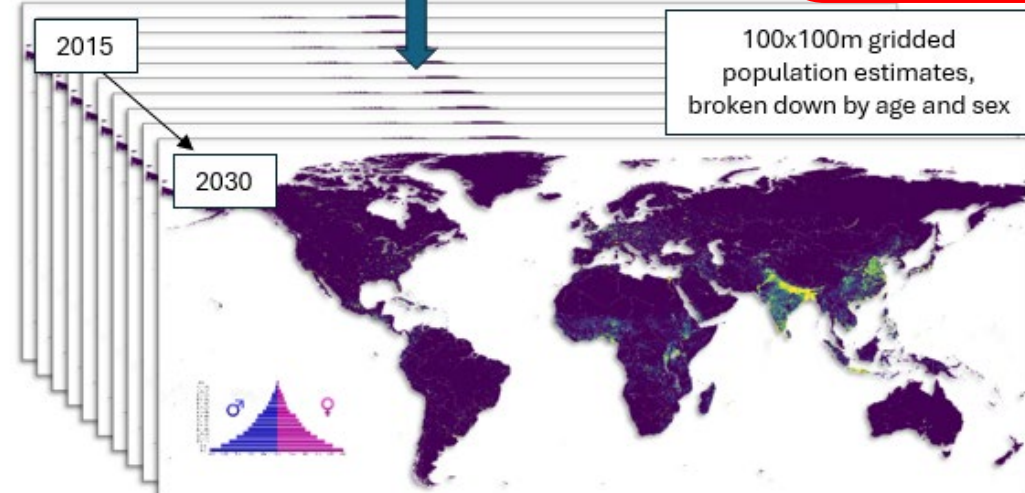 2015
100x100m gridded
population estimates,
broken down by age and sex
2030
♂ ♀